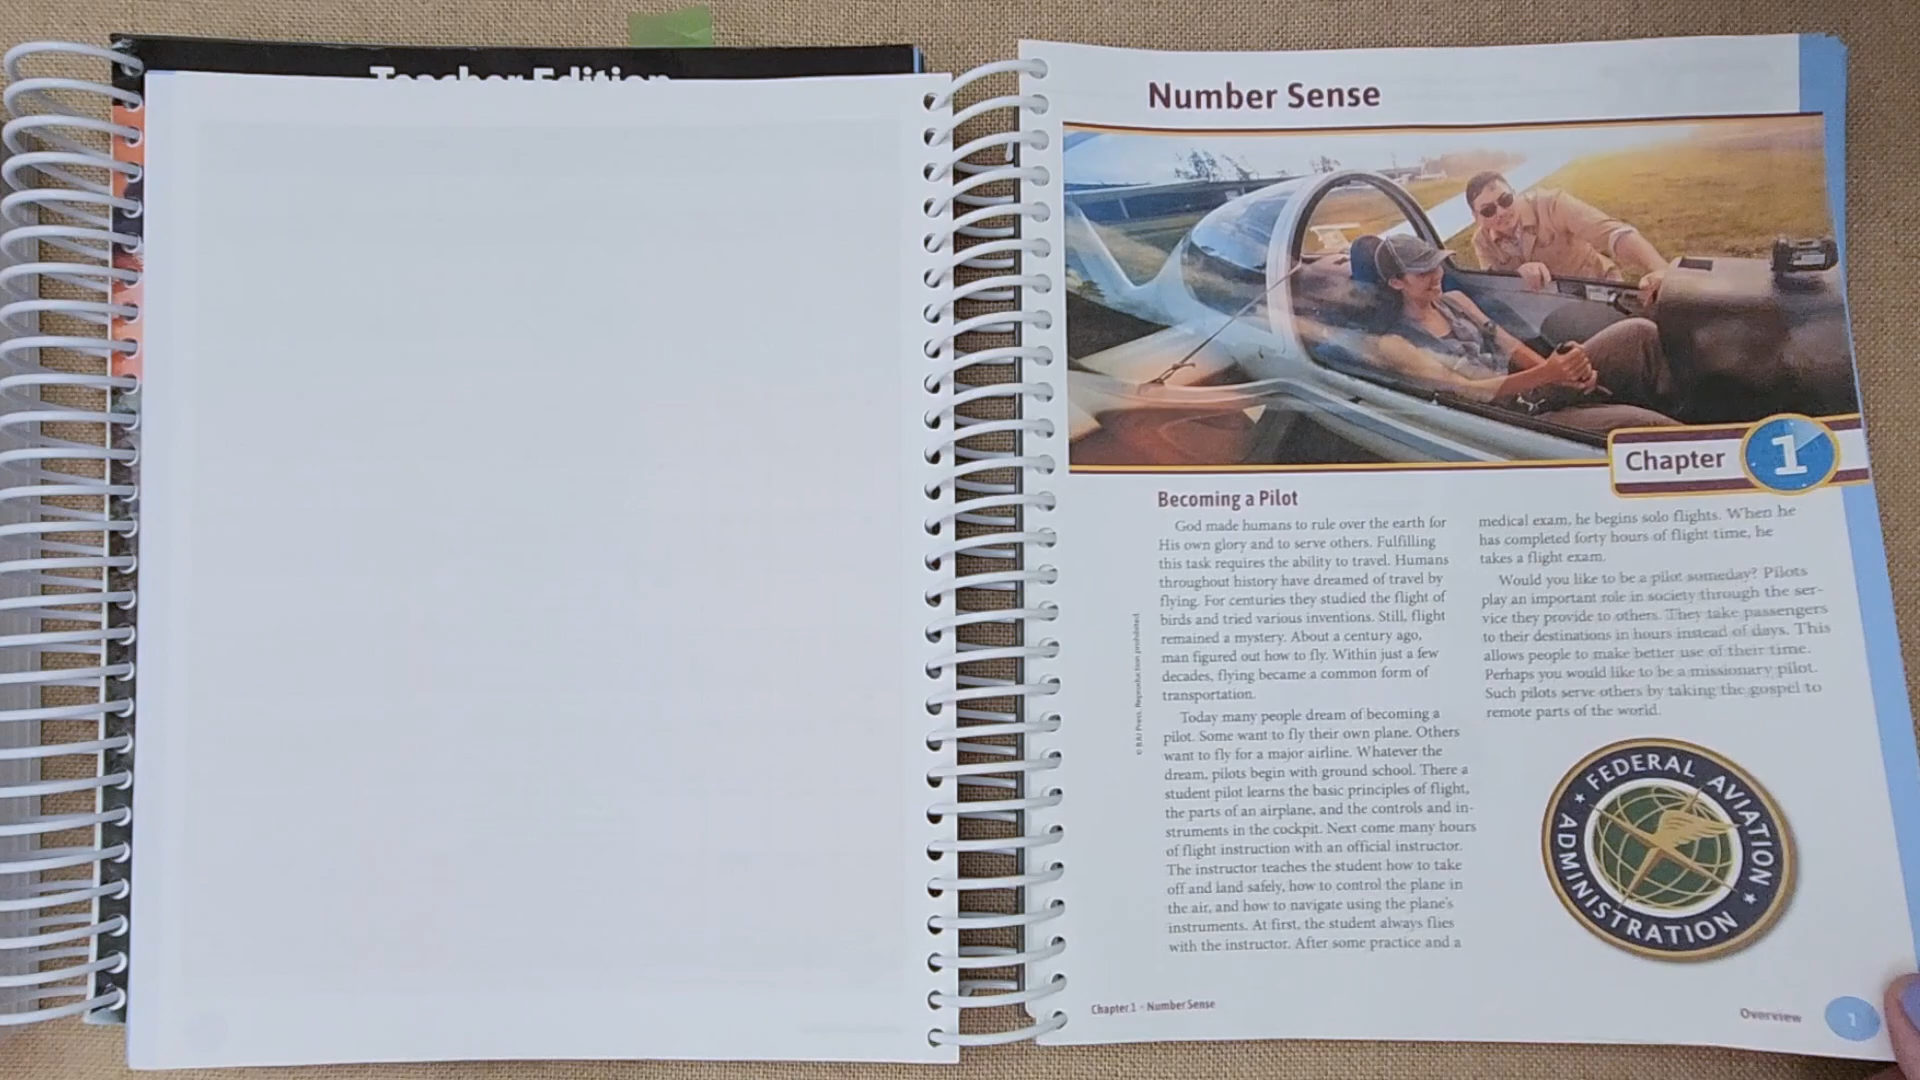 Teacher Edition
Number Sense
Chapter 1
Becoming a Pilot
God made humans to rule over the earth for
His own glory and to serve others. Fulfilling
this task requires the ability to travel. Humans
throughout history have dreamed of travel by
flying. For centuries they studied the flight of
birds and tried various inventions. Still, flight
remained a mystery. About a century ago,
man figured out how to fly. Within just a few
decades, flying became a common form of
transportation.
Today many people dream of becoming a
pilot. Some want to fly their own plane. Others
want to fly for a major airline. Whatever the
dream, pilots begin with ground school. There a
student pilot learns the basic principles of flight,
the parts of an airplane, and the controls and in-
struments in the cockpit. Next come many hours
of flight instruction with an official instructor.
The instructor teaches the student how to take
off and land safely, how to control the plane in
the air, and how to navigate using the plane's
instruments. At first, the student always flies
with the instructor. After some practice and a
medical exam, he begins solo flights. When he
has completed forty hours of flight time, he
takes a flight exam.
Would you like to be a pilot someday? Pilots
play an important role in society through the ser-
vice they provide to others. They take passengers
to their destinations in hours instead of days. This
allows people to make better use of their time.
Perhaps you would like to be a missionary pilot.
Such pilots serve others by taking the gospel to
remote parts of the world.
FEDERAL AVIATION
ADMINISTRATION
© BJU Press. Reproduction prohibited.
Chapter 1 • Number Sense
Overview 1